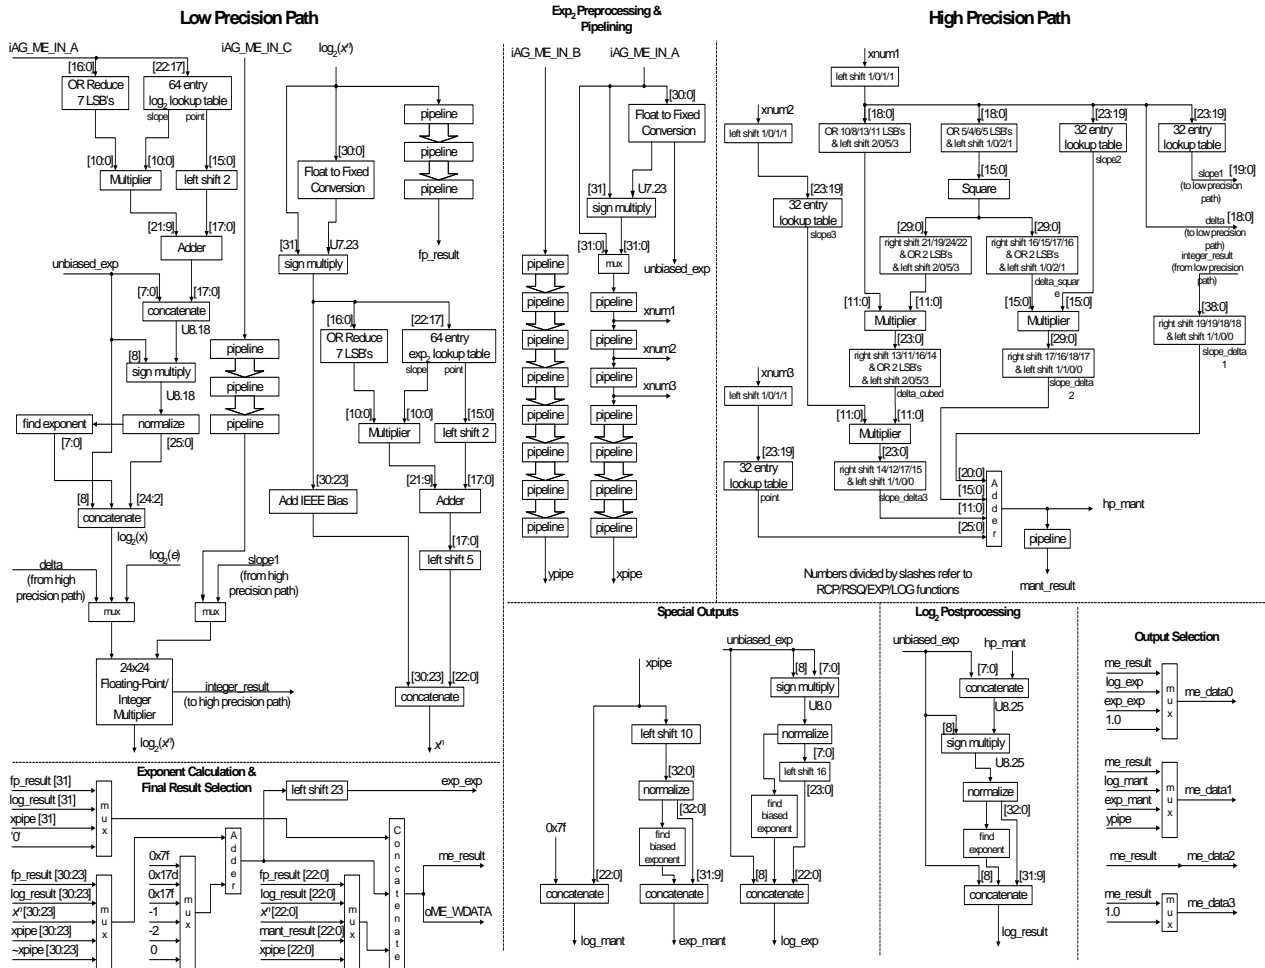 Low Precision Path
iAG_ME_IN_A
iAG_ME_IN_C
log2(xⁿ)
[16:0]
[22:17]
OR Reduce
7 LSB's
64 entry
log2 lookup table
slope
point
[10:0]
[10:0]
[15:0]
Multiplier
left shift 2
[21:9]
[17:0]
Adder
unbiased_exp
[7:0]
[17:0]
concatenate
U8.18
[8]
sign multiply
U8.18
find exponent
normalize
[7:0]
[25:0]
[8]
[24:2]
concatenate
log2(x)
delta
(from high
precision path)
log2(e)
slope1
(from high
precision path)
mux
mux
24x24
Floating-Point/
Integer
Multiplier
integer_result
(to high precision path)
log2(xⁿ)
pipeline
pipeline
pipeline
[30:0]
Float to Fixed
Conversion
[31]
U7.23
sign multiply
pipeline
pipeline
pipeline
fp_result
[16:0]
[22:17]
OR Reduce
7 LSB's
64 entry
exp2 lookup table
slope
point
[10:0]
[10:0]
[15:0]
Multiplier
left shift 2
[30:23]
[21:9]
[17:0]
Add IEEE Bias
Adder
[17:0]
left shift 5
[30:23]
[22:0]
concatenate
xⁿ
Exp2 Preprocessing &
Pipelining
iAG_ME_IN_B
iAG_ME_IN_A
[30:0]
Float to Fixed
Conversion
[31]
U7.23
sign multiply
[31:0]
[31:0]
mux
unbiased_exp
pipeline
pipeline
pipeline
pipeline
pipeline
pipeline
pipeline
pipeline
pipeline
xnum1
pipeline
xnum2
pipeline
xnum3
pipeline
pipeline
pipeline
pipeline
ypipe
xpipe
High Precision Path
xnum1
left shift 1/0/1/1
xnum2
left shift 1/0/1/1
[18:0]
[18:0]
[23:19]
[23:19]
OR 10/8/13/11 LSB's
& left shift 2/0/5/3
OR 5/4/6/5 LSB's
& left shift 1/0/2/1
32 entry
lookup table
slope2
32 entry
lookup table
slope1
[19:0]
(to low precision
path)
delta
[18:0]
(to low precision
path)
integer_result
(from low precision
path)
[15:0]
Square
[23:19]
32 entry
lookup table
slope3
[29:0]
[29:0]
right shift 21/19/24/22
& OR 2 LSB's
& left shift 2/0/5/3
right shift 16/15/17/16
& OR 2 LSB's
& left shift 1/0/2/1
delta_squar
e
[11:0]
[11:0]
[15:0]
[15:0]
[38:0]
Multiplier
Multiplier
right shift 19/19/18/18
& left shift 1/1/0/0
slope_delta
1
[23:0]
[29:0]
right shift 13/11/16/14
& OR 2 LSB's
& left shift 2/0/5/3
delta_cubed
right shift 17/16/18/17
& left shift 1/1/0/0
slope_delta
2
xnum3
left shift 1/0/1/1
[11:0]
[11:0]
Multiplier
[23:0]
[23:19]
32 entry
lookup table
point
right shift 14/12/17/15
& left shift 1/1/0/0
slope_delta3
[20:0]
[15:0]
[11:0]
[25:0]
Adder
hp_mant
pipeline
mant_result
Numbers divided by slashes refer to
RCP/RSQ/EXP/LOG functions
Exponent Calculation &
Final Result Selection
fp_result [31]
log_result [31]
xpipe [31]
'0'
mux
left shift 23
exp_exp
Adder
fp_result [30:23]
log_result [30:23]
xⁿ [30:23]
xpipe [30:23]
~xpipe [30:23]
mux
0x7f
0x17d
0x17f
-1
-2
0
mux
fp_result [22:0]
log_result [22:0]
xⁿ [22:0]
mant_result [22:0]
xpipe [22:0]
mux
Concatenate
me_result
oME_WDATA
Special Outputs
xpipe
left shift 10
[32:0]
normalize
[32:0]
find
biased
exponent
0x7f
[22:0]
[31:9]
concatenate
concatenate
log_mant
exp_mant
unbiased_exp
[8]
[7:0]
sign multiply
U8.0
normalize
[7:0]
left shift 16
[23:0]
find
biased
exponent
[8]
[22:0]
concatenate
log_exp
Log2 Postprocessing
unbiased_exp
hp_mant
[7:0]
concatenate
U8.25
[8]
sign multiply
U8.25
normalize
[32:0]
find
exponent
[8]
[31:9]
concatenate
log_result
Output Selection
me_result
log_exp
exp_exp
1.0
mux
me_data0
me_result
log_mant
exp_mant
ypipe
mux
me_data1
me_result
me_data2
me_result
1.0
mux
me_data3